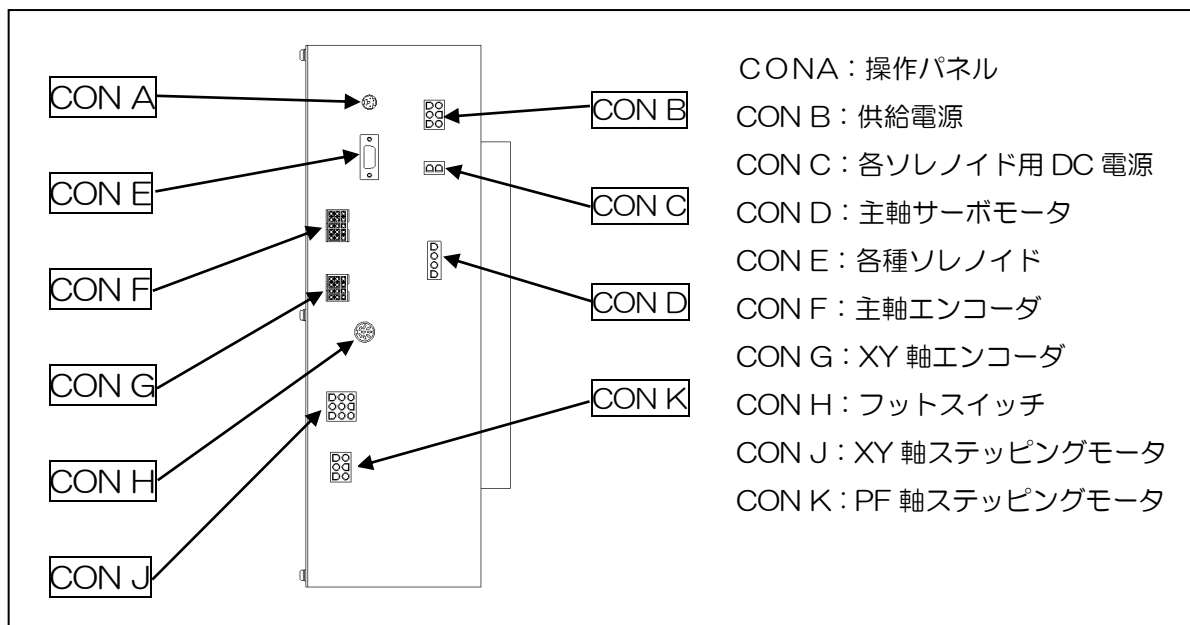 CON A
CON E
CON F
CON G
CON H
CON J
CON B
CON C
CON D
CON K
CONA：操作パネル
CON B：供給電源
CON C：各ソレノイド用 DC 電源
CON D：主軸サーボモータ
CON E：各種ソレノイド
CON F：主軸エンコーダ
CON G：XY 軸エンコーダ
CON H：フットスイッチ
CON J：XY 軸ステッピングモータ
CON K：PF 軸ステッピングモータ